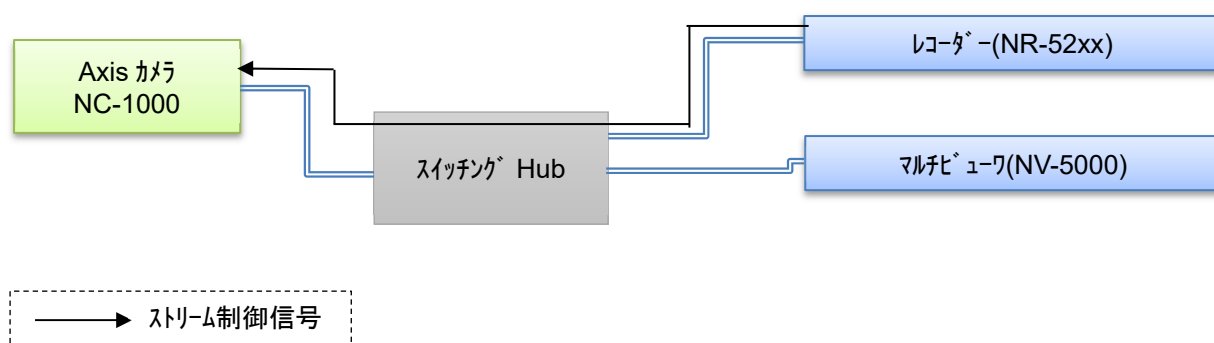 Axis ｶﾒﾗ
NC-1000
ｽｲｯﾁﾝｸﾞ Hub
ﾚｺｰﾀﾞｰ(NR-52xx)
ﾏﾙﾁﾋﾞｭｰﾜ(NV-5000)
ｽﾄﾘｰﾑ制御信号